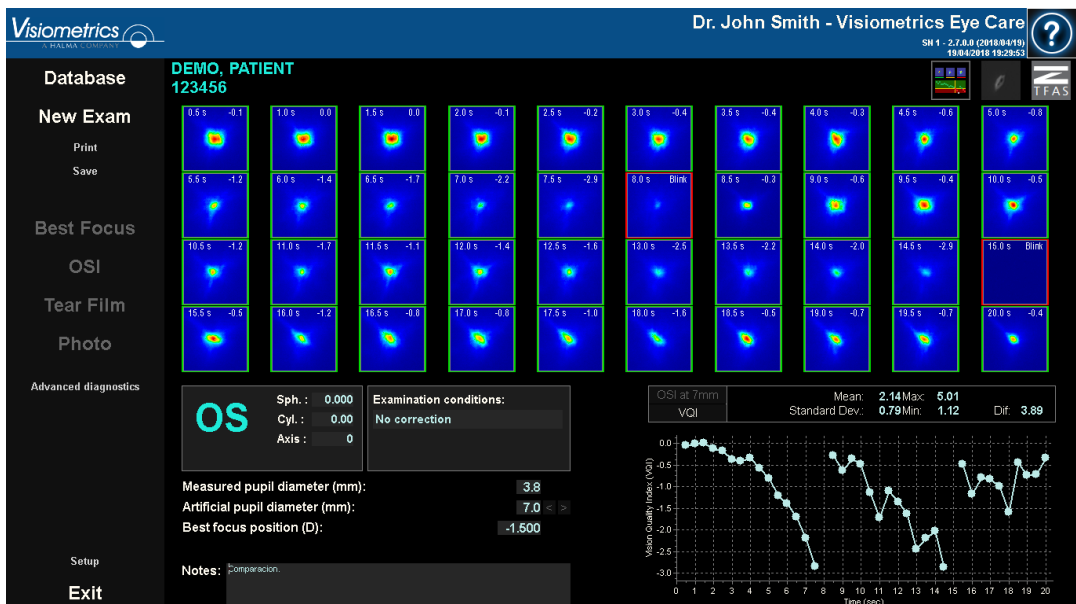 Visiometrics
A HALMA COMPANY
Dr. John Smith - Visiometrics Eye Care
SN 1 - 2.7.0.0 (2018/04/19)
19/04/2018 19:29:53
?
Database
New Exam
Print
Save
Best Focus
OSI
Tear Film
Photo
Advanced diagnostics
Setup
Exit
DEMO, PATIENT
123456
TFAS
0.5 s -0.1 1.0 s 0.0 1.5 s 0.0 2.0 s -0.1 2.5 s -0.2 3.0 s -0.4 3.5 s -0.4 4.0 s -0.3 4.5 s -0.6 5.0 s -0.8
5.5 s -1.2 6.0 s -1.4 6.5 s -1.7 7.0 s -2.2 7.5 s -2.9 8.0 s Blink 8.5 s -0.3 9.0 s -0.6 9.5 s -0.4 10.0 s -0.5
10.5 s -1.2 11.0 s -1.7 11.5 s -1.1 12.0 s -1.4 12.5 s -1.6 13.0 s -2.5 13.5 s -2.2 14.0 s -2.0 14.5 s -2.9 15.0 s Blink
15.5 s -0.5 16.0 s -1.2 16.5 s -0.8 17.0 s -0.8 17.5 s -1.0 18.0 s -1.6 18.5 s -0.5 19.0 s -0.7 19.5 s -0.7 20.0 s -0.4
OS
Sph. : 0.000
Cyl. : 0.00
Axis : 0
Examination conditions:
No correction
Measured pupil diameter (mm): 3.8
Artificial pupil diameter (mm): 7.0 < >
Best focus position (D): -1.500
Notes: Comparacion.
OSI at 7mm
VQI
Mean: 2.14 Max: 5.01
Standard Dev.: 0.79 Min: 1.12 Dif: 3.89
Vision Quality Index (VQI)
0.0
-0.5
-1.0
-1.5
-2.0
-2.5
-3.0
0 1 2 3 4 5 6 7 8 9 10 11 12 13 14 15 16 17 18 19 20
Time (sec)